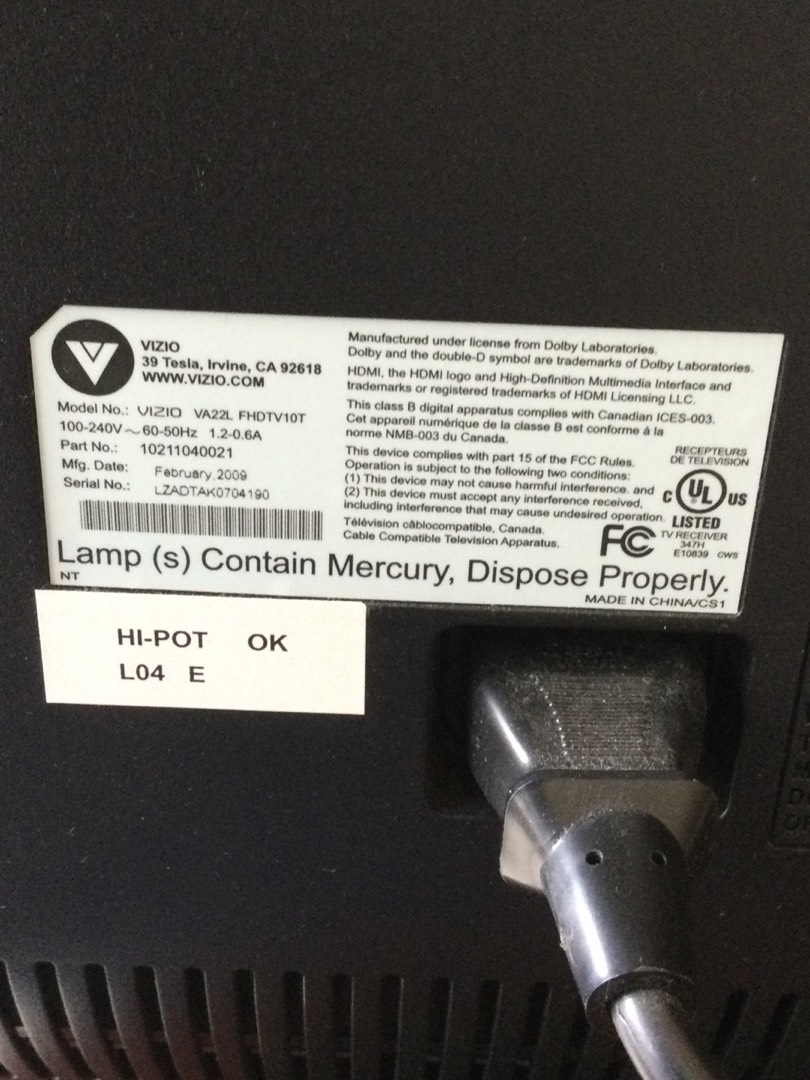 VIZIO
39 Tesla, Irvine, CA 92618
WWW.VIZIO.COM
Model No.: VIZIO VA22L FHDTV10T
100-240V ~ 60-50Hz 1.2-0.6A
Part No.: 10211040021
Mfg. Date: February,2009
Serial No.: LZADTAK0704190
Manufactured under license from Dolby Laboratories.
Dolby and the double-D symbol are trademarks of Dolby Laboratories.
HDMI, the HDMI logo and High-Definition Multimedia Interface and
trademarks or registered trademarks of HDMI Licensing LLC.
This class B digital apparatus complies with Canadian ICES-003.
Cet appareil numérique de la classe B est conforme à la
norme NMB-003 du Canada.
This device complies with part 15 of the FCC Rules.
Operation is subject to the following two conditions:
(1) This device may not cause harmful interference, and
(2) This device must accept any interference received,
including interference that may cause undesired operation.
Télévision câblocompatible, Canada.
Cable Compatible Television Apparatus.
RECEPTEURS
DE TELEVISION
C UL US
LISTED
FC TV RECEIVER
347H
E10839 CWS
Lamp (s) Contain Mercury, Dispose Properly.
NT
MADE IN CHINA/CS1
HI-POT OK
L04 E